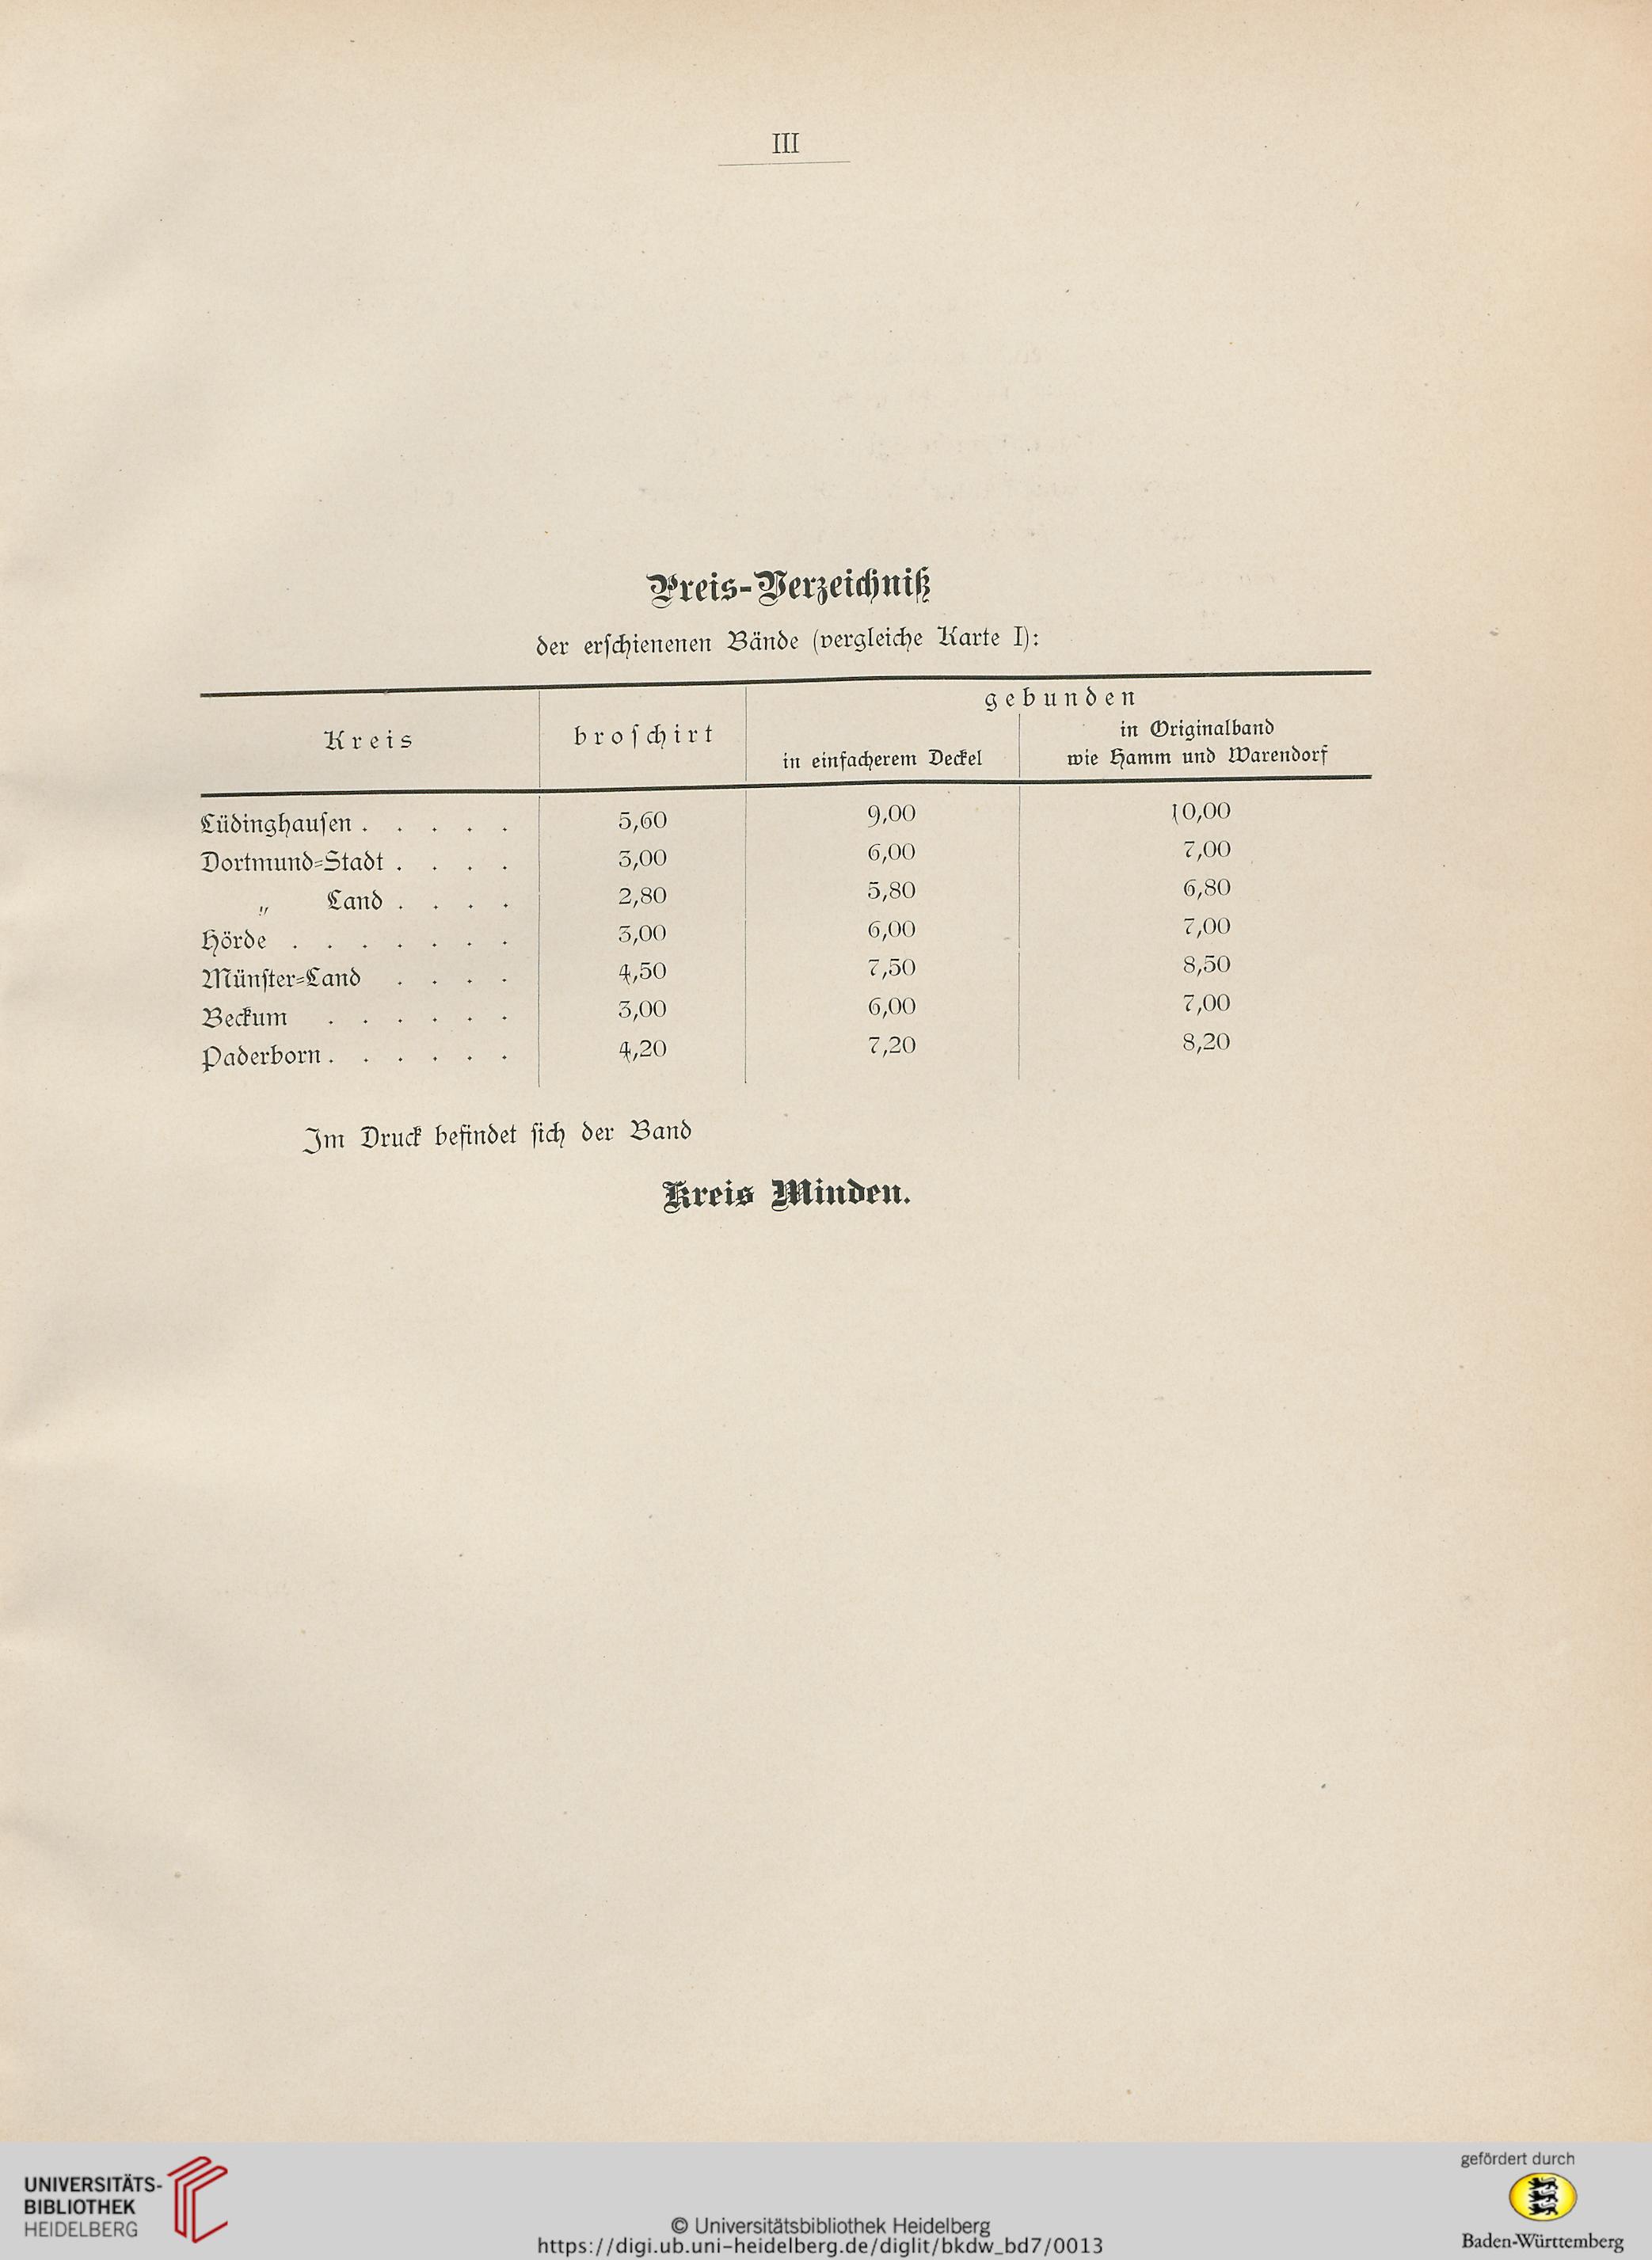 III
Preis-Verzeichniß
der erschienenen Bände (vergleiche Karte I):
Kreis
broschirt
gebunden
in einfacherem Deckel
in Originalband
wie Hamm und Warendorf
Lüdinghausen . . . . . 5,60 9,00 10,00
Dortmund-Stadt . . . . 3,00 6,00 7,00
„ Land . . . . 2,80 5,80 6,80
Hörde . . . . . . . 3,00 6,00 7,00
Münster-Land . . . . 4,50 7,50 8,50
Beckum . . . . . . 3,00 6,00 7,00
Paderborn . . . . . . 4,20 7,20 8,20
Im Druck befindet sich der Band
Kreis Minden.
UNIVERSITÄTS-
BIBLIOTHEK
HEIDELBERG
© Universitätsbibliothek Heidelberg
https://digi.ub.uni-heidelberg.de/diglit/bkdw_bd7/0013
gefördert durch
Baden-Württemberg